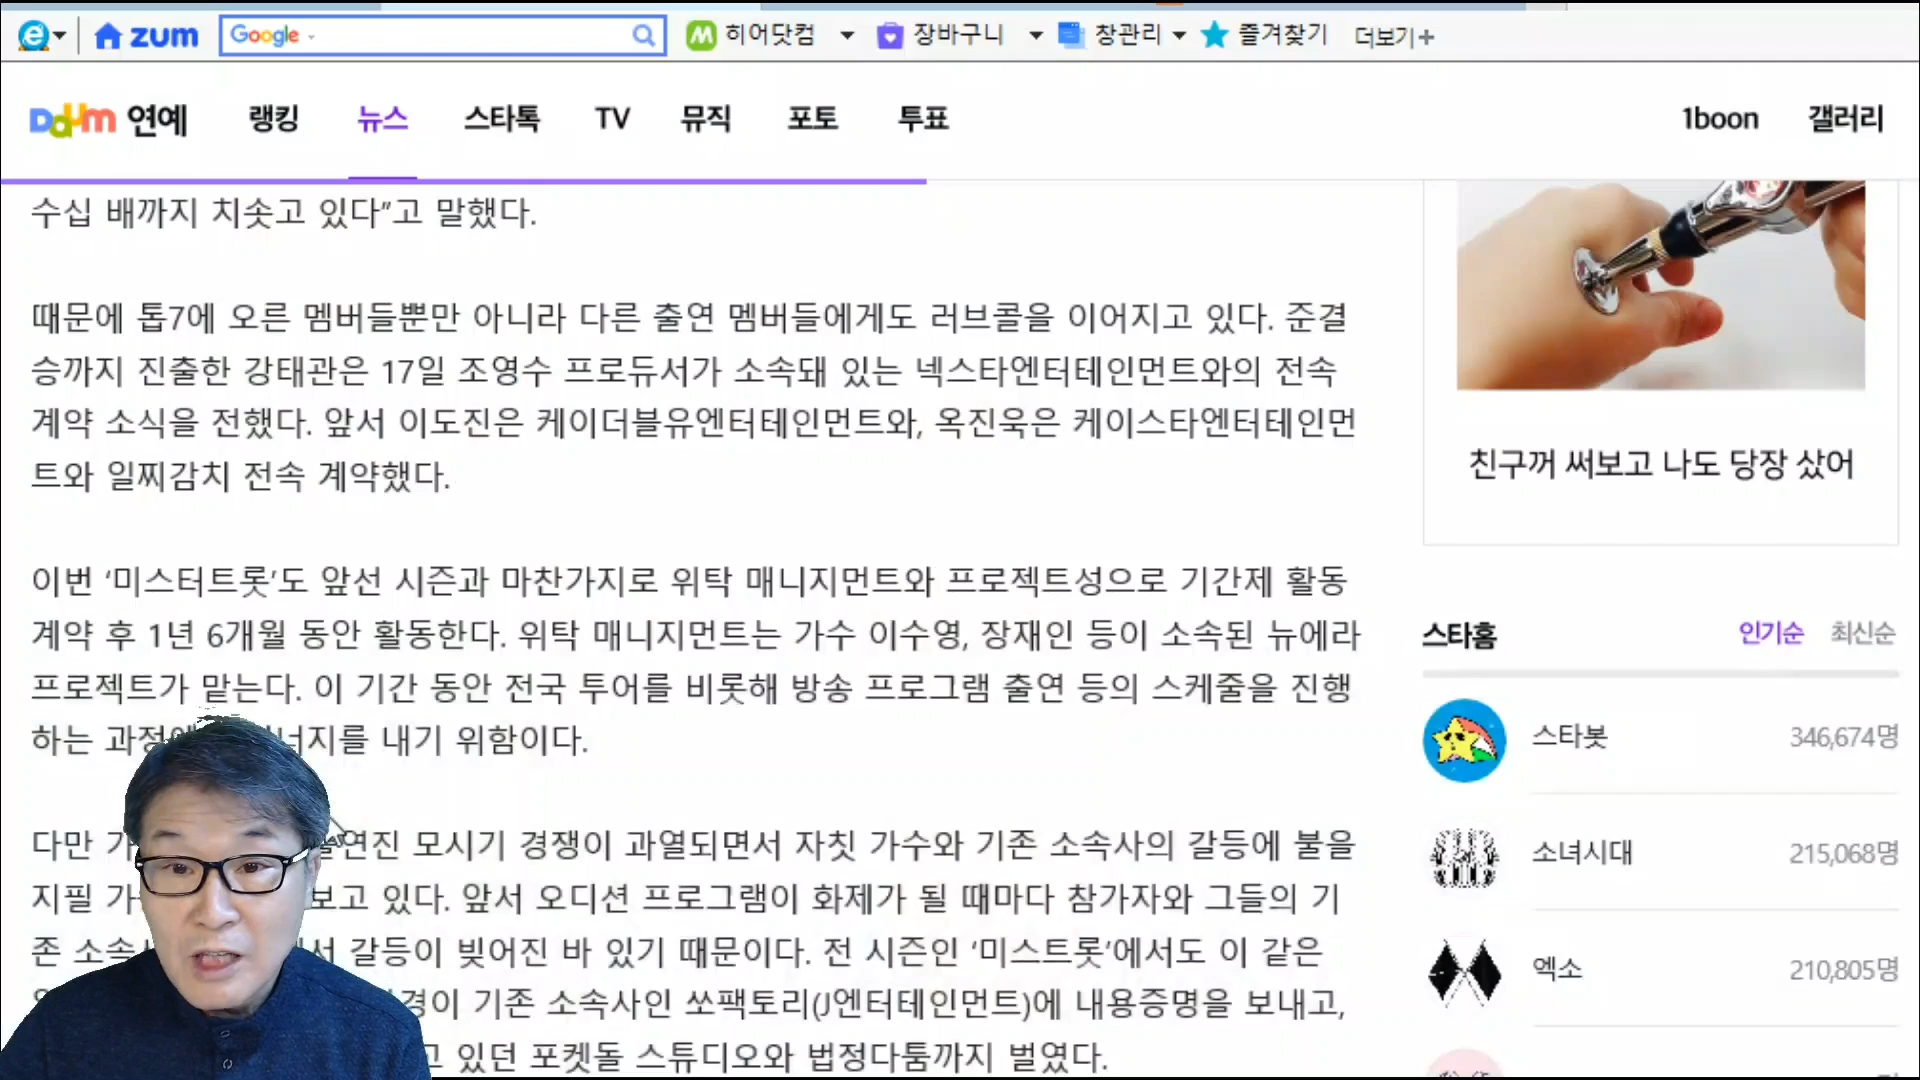 zum
Google
히어닷컴
장바구니
창관리
즐겨찾기
더보기+
Daum 연예
랭킹
뉴스
스타톡
TV
뮤직
포토
투표
1boon
갤러리
수십 배까지 치솟고 있다”고 말했다.
때문에 톱7에 오른 멤버들뿐만 아니라 다른 출연 멤버들에게도 러브콜을 이어지고 있다. 준결
승까지 진출한 강태관은 17일 조영수 프로듀서가 소속돼 있는 넥스타엔터테인먼트와의 전속
계약 소식을 전했다. 앞서 이도진은 케이더블유엔터테인먼트와, 옥진욱은 케이스타엔터테인먼
트와 일찌감치 전속 계약했다.
이번 ‘미스터트롯’도 앞선 시즌과 마찬가지로 위탁 매니지먼트와 프로젝트성으로 기간제 활동
계약 후 1년 6개월 동안 활동한다. 위탁 매니지먼트는 가수 이수영, 장재인 등이 소속된 뉴에라
프로젝트가 맡는다. 이 기간 동안 전국 투어를 비롯해 방송 프로그램 출연 등의 스케줄을 진행
하는 내기 위함이다.
다만 모시기 경쟁이 과열되면서 자칫 가수와 기존 소속사의 갈등에 불을
지필 보고 있다. 앞서 오디션 프로그램이 화제가 될 때마다 참가자와 그들의 기
존 갈등이 빚어진 바 있기 때문이다. 전 시즌인 ‘미스트롯’에서도 이 같은
기존 소속사인 쏘팩토리(J엔터테인먼트)에 내용증명을 보내고,
있던 포켓돌 스튜디오와 법정다툼까지 벌였다.
친구꺼 써보고 나도 당장 샀어
스타홈
인기순
최신순
스타봇
346,674명
소녀시대
215,068명
엑소
210,805명